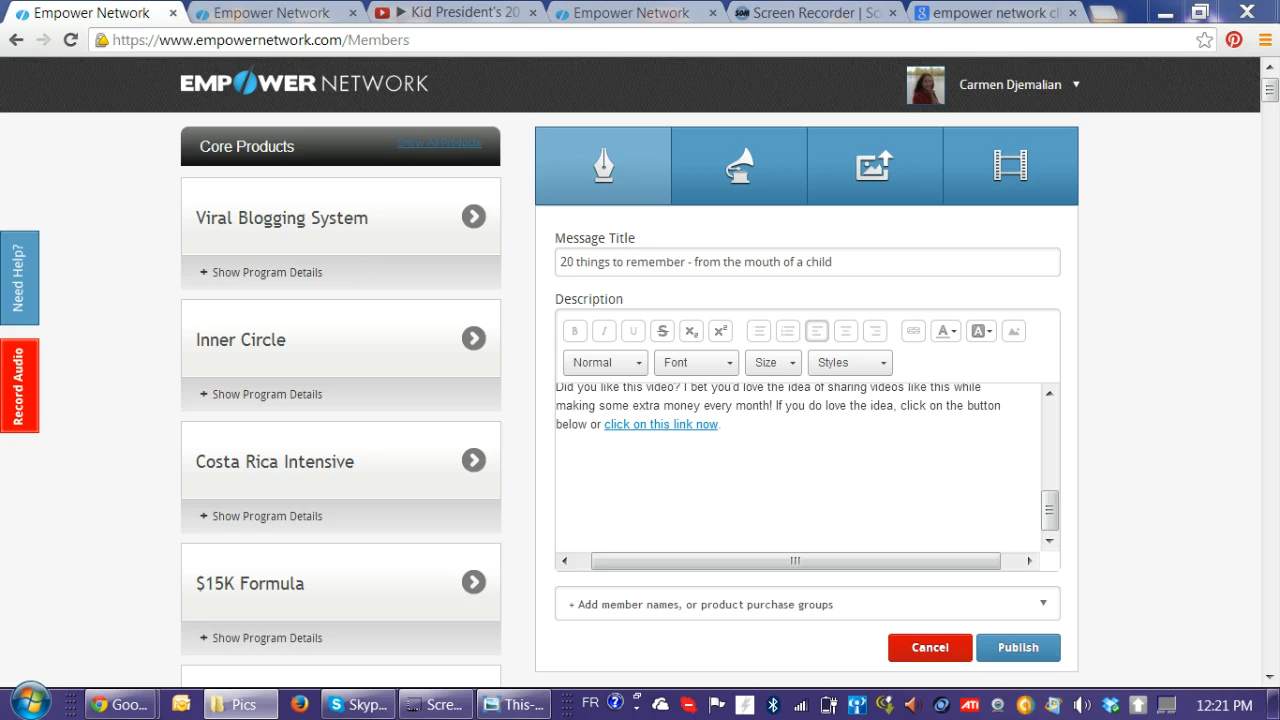 Empower Network
Empower Network
Kid President's 20
Empower Network
Screen Recorder | Sc
empower network cl
https://www.empowernetwork.com/Members
EMPOWER NETWORK
Carmen Djemalian
Core Products
Show All Products
Viral Blogging System
+ Show Program Details
Inner Circle
+ Show Program Details
Costa Rica Intensive
+ Show Program Details
$15K Formula
+ Show Program Details
Need Help?
Record Audio
Message Title
20 things to remember - from the mouth of a child
Description
B I U S X₂ X² A A
Normal Font Size Styles
Did you like this video? I bet you'd love the idea of sharing videos like this while
making some extra money every month! If you do love the idea, click on the button
below or click on this link now.
+ Add member names, or product purchase groups
Cancel Publish
Goo... Pics Skyp... Scre... This-... FR ATI 12:21 PM